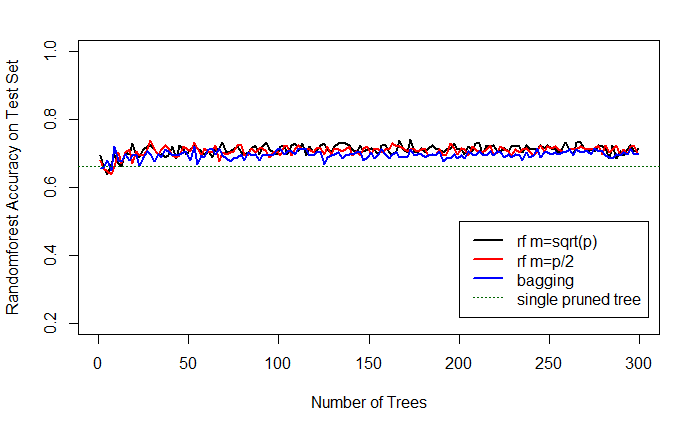 Randomforest Accuracy on Test Set
1.0
0.8
0.6
0.4
0.2
rf m=sqrt(p)
rf m=p/2
bagging
single pruned tree
0 50 100 150 200 250 300
Number of Trees